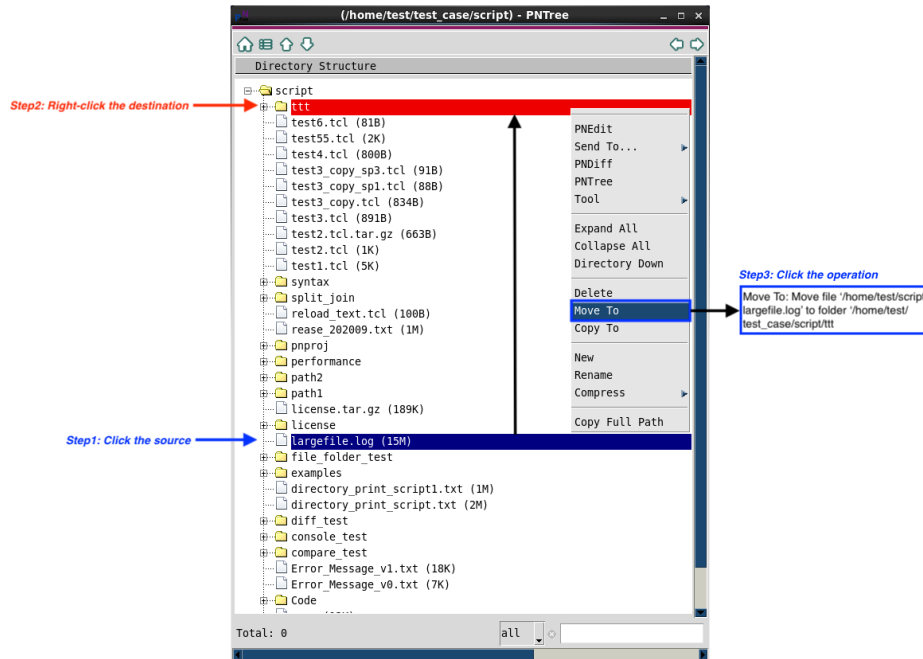 (/home/test/test_case/script) - PNTree
Directory Structure
script
Step2: Right-click the destination
ttt
test6.tcl (81B)
test55.tcl (2K)
test4.tcl (800B)
test3_copy_sp3.tcl (91B)
test3_copy_sp1.tcl (88B)
test3_copy.tcl (834B)
test3.tcl (891B)
test2.tcl.tar.gz (663B)
test2.tcl (1K)
test1.tcl (5K)
syntax
split_join
reload_text.tcl (100B)
rease_202009.txt (1M)
pnproj
performance
path2
path1
license.tar.gz (189K)
license
Step1: Click the source
largefile.log (15M)
file_folder_test
examples
directory_print_script1.txt (1M)
directory_print_script.txt (2M)
diff_test
console_test
compare_test
Error_Message_v1.txt (18K)
Error_Message_v0.txt (7K)
Code
PNEdit
Send To...
PNDiff
PNTree
Tool
Expand All
Collapse All
Directory Down
Delete
Move To
Copy To
New
Rename
Compress
Copy Full Path
Step3: Click the operation
Move To: Move file '/home/test/script
largefile.log' to folder '/home/test/
test_case/script/ttt
Total: 0
all